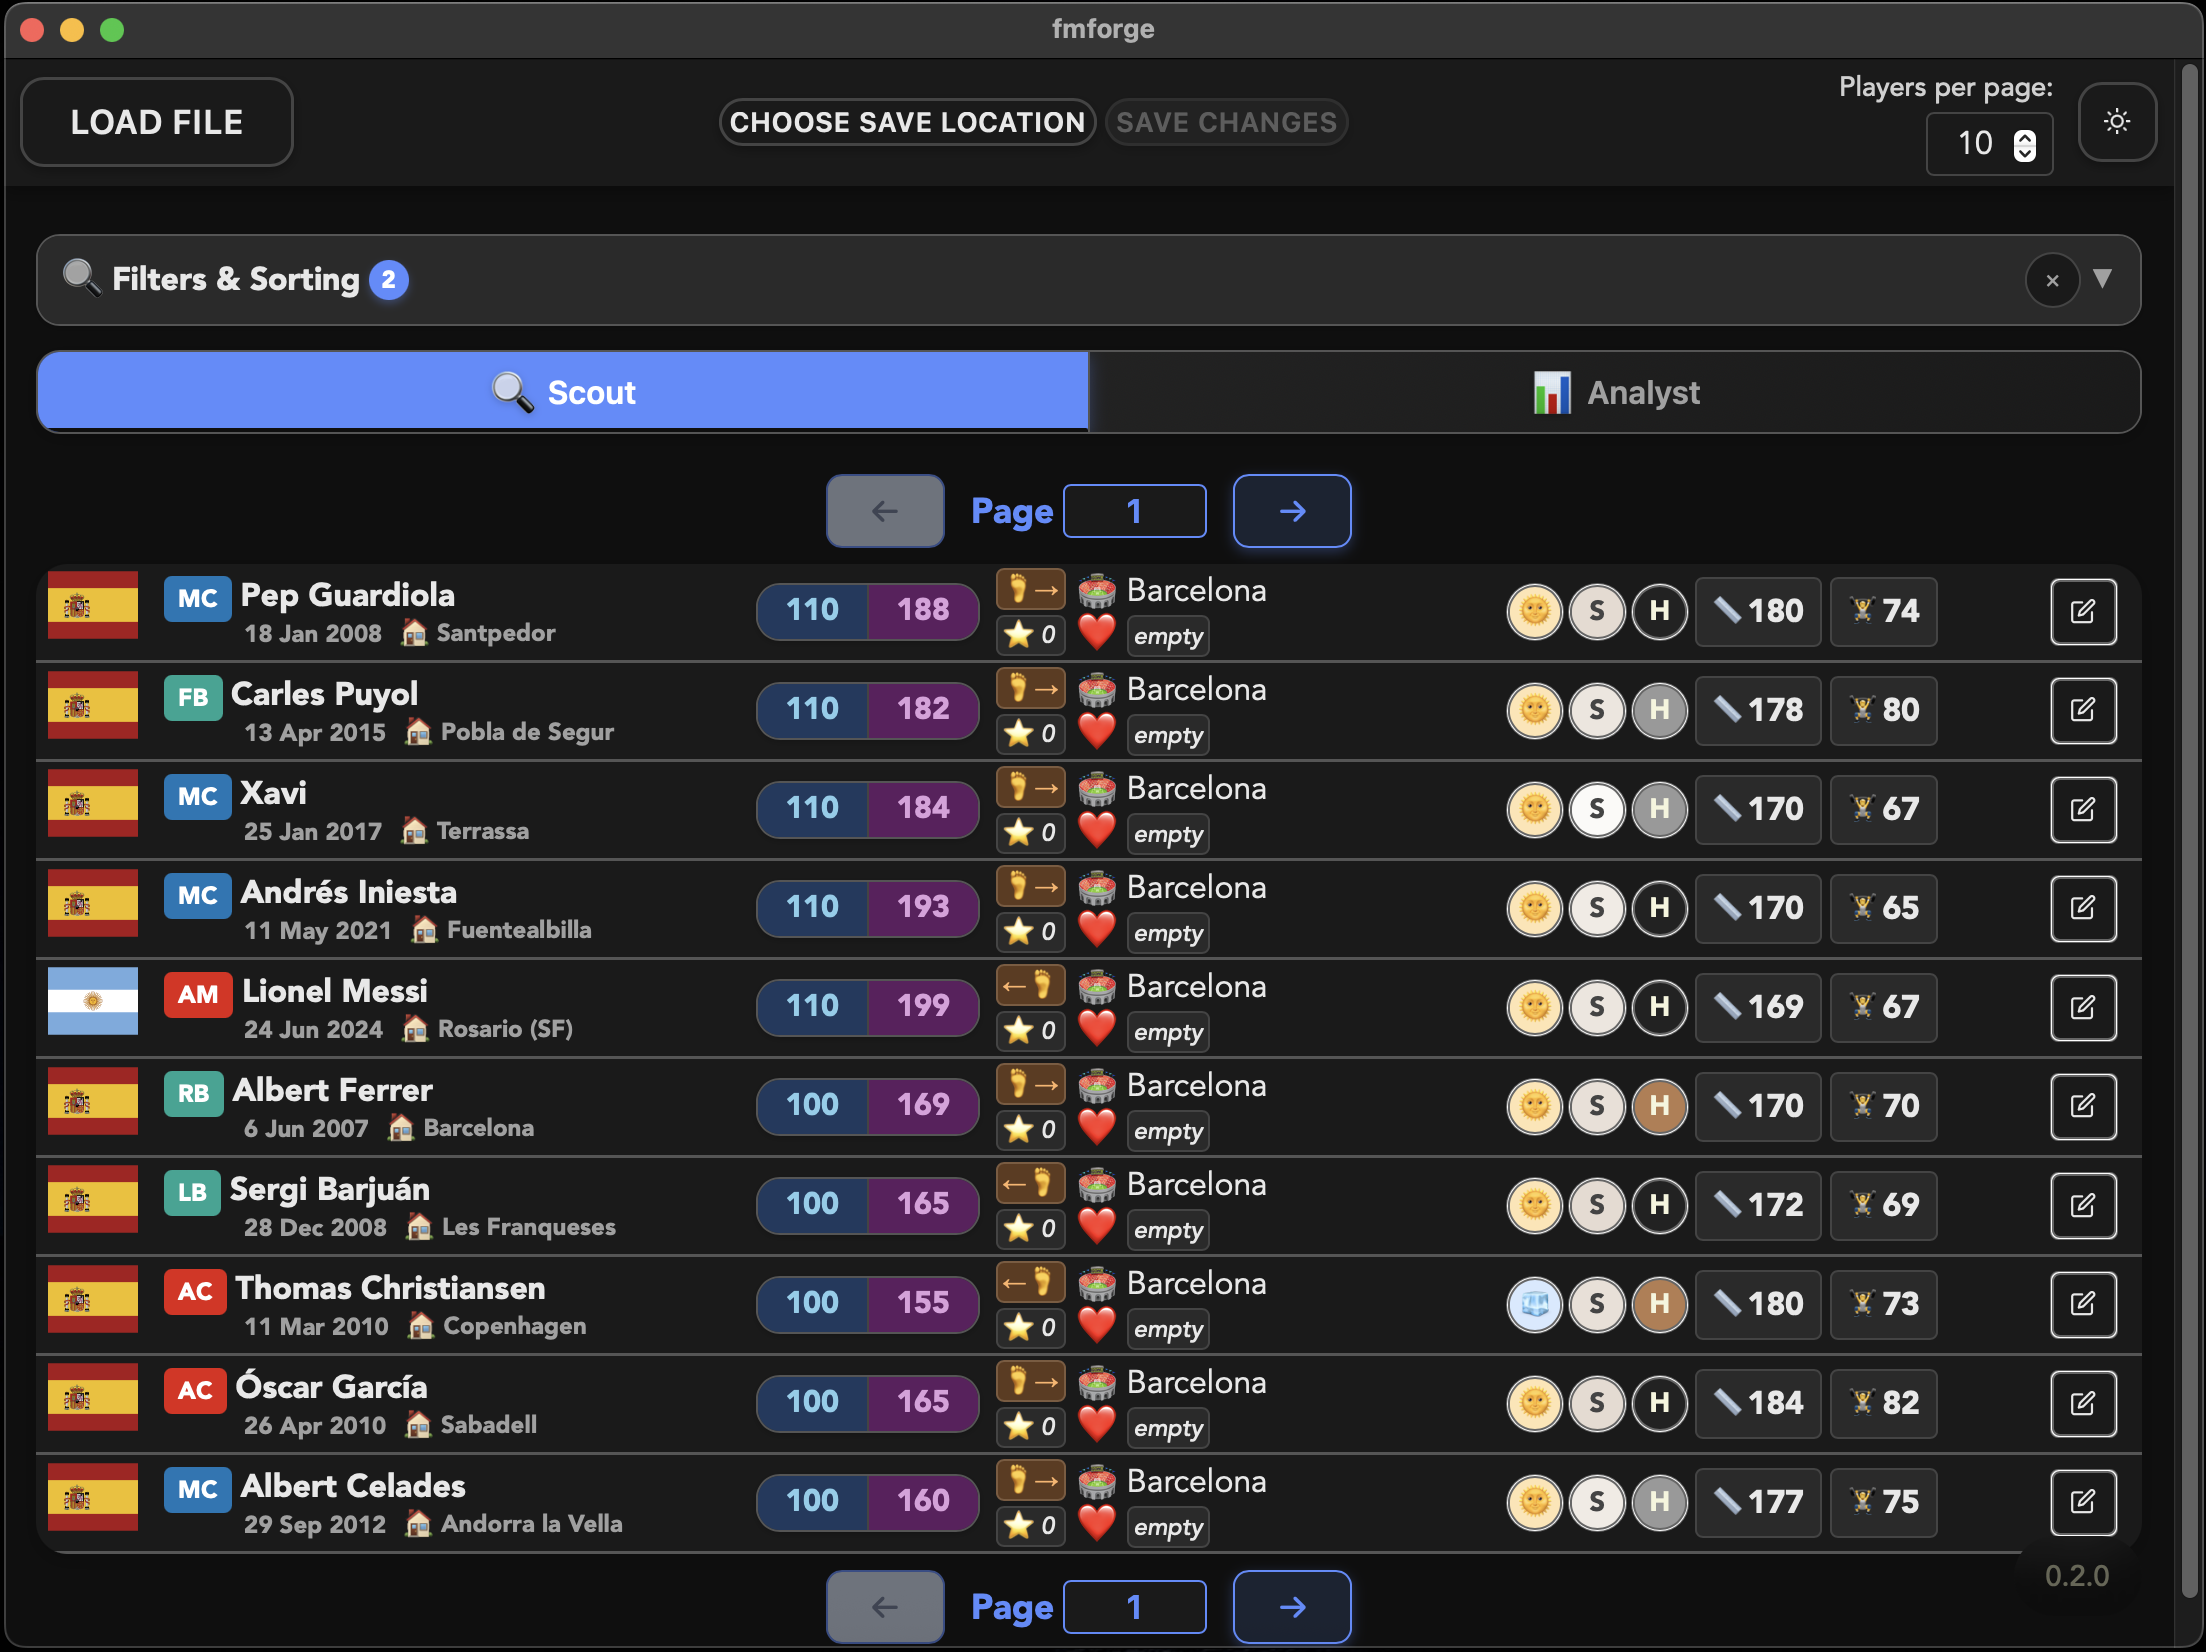 fmforge
LOAD FILE
CHOOSE SAVE LOCATION
SAVE CHANGES
Players per page:
10
Filters & Sorting 2
×
Scout
Analyst
Page 1
MC Pep Guardiola
18 Jan 2008 Santpedor
110 188
Barcelona
0 empty
S H 180 74
FB Carles Puyol
13 Apr 2015 Pobla de Segur
110 182
Barcelona
0 empty
S H 178 80
MC Xavi
25 Jan 2017 Terrassa
110 184
Barcelona
0 empty
S H 170 67
MC Andrés Iniesta
11 May 2021 Fuentealbilla
110 193
Barcelona
0 empty
S H 170 65
AM Lionel Messi
24 Jun 2024 Rosario (SF)
110 199
Barcelona
0 empty
S H 169 67
RB Albert Ferrer
6 Jun 2007 Barcelona
100 169
Barcelona
0 empty
S H 170 70
LB Sergi Barjuán
28 Dec 2008 Les Franqueses
100 165
Barcelona
0 empty
S H 172 69
AC Thomas Christiansen
11 Mar 2010 Copenhagen
100 155
Barcelona
0 empty
S H 180 73
AC Óscar García
26 Apr 2010 Sabadell
100 165
Barcelona
0 empty
S H 184 82
MC Albert Celades
29 Sep 2012 Andorra la Vella
100 160
Barcelona
0 empty
S H 177 75
0.2.0
Page 1